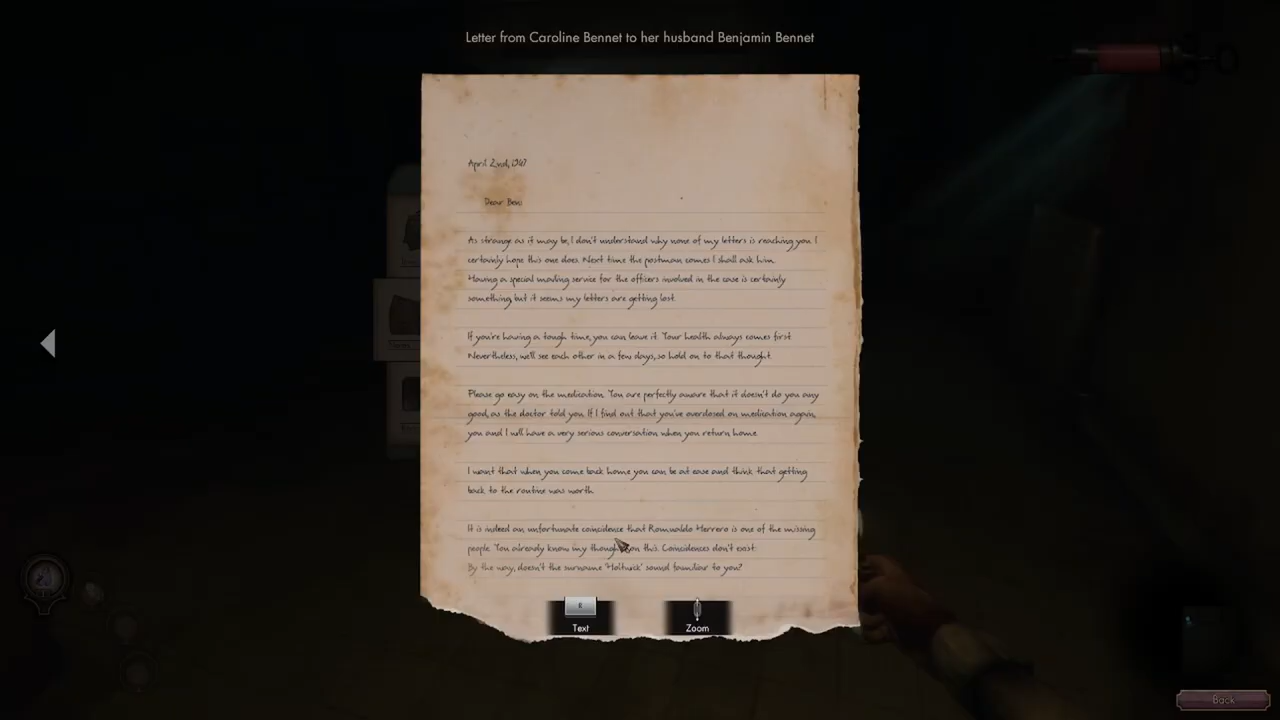 Letter from Caroline Bennet to her husband Benjamin Bennet
April 2nd, 1947
Dear Ben:
As strange as it may be, I don't understand why none of my letters is reaching you. I
certainly hope this one does. Next time the postman comes I shall ask him.
Having a special mailing service for the officers involved in the case is certainly
something, but it seems my letters are getting lost.
If you're having a tough time, you can leave it. Your health always comes first.
Nevertheless, we'll see each other in a few days, so hold on to that thought.
Please go easy on the medication. You are perfectly aware that it doesn't do you any
good, as the doctor told you. If I find out that you've overdosed on medication again,
you and I will have a very serious conversation when you return home.
I want that when you come back home you can be at ease and think that getting
back to the routine was worth.
It is indeed an unfortunate coincidence that Romualdo Herrero is one of the missing
people. You already know my thoughts on this. Coincidences don't exist.
By the way, doesn't the surname 'Holtwick' sound familiar to you?
E
Text
Zoom
Back